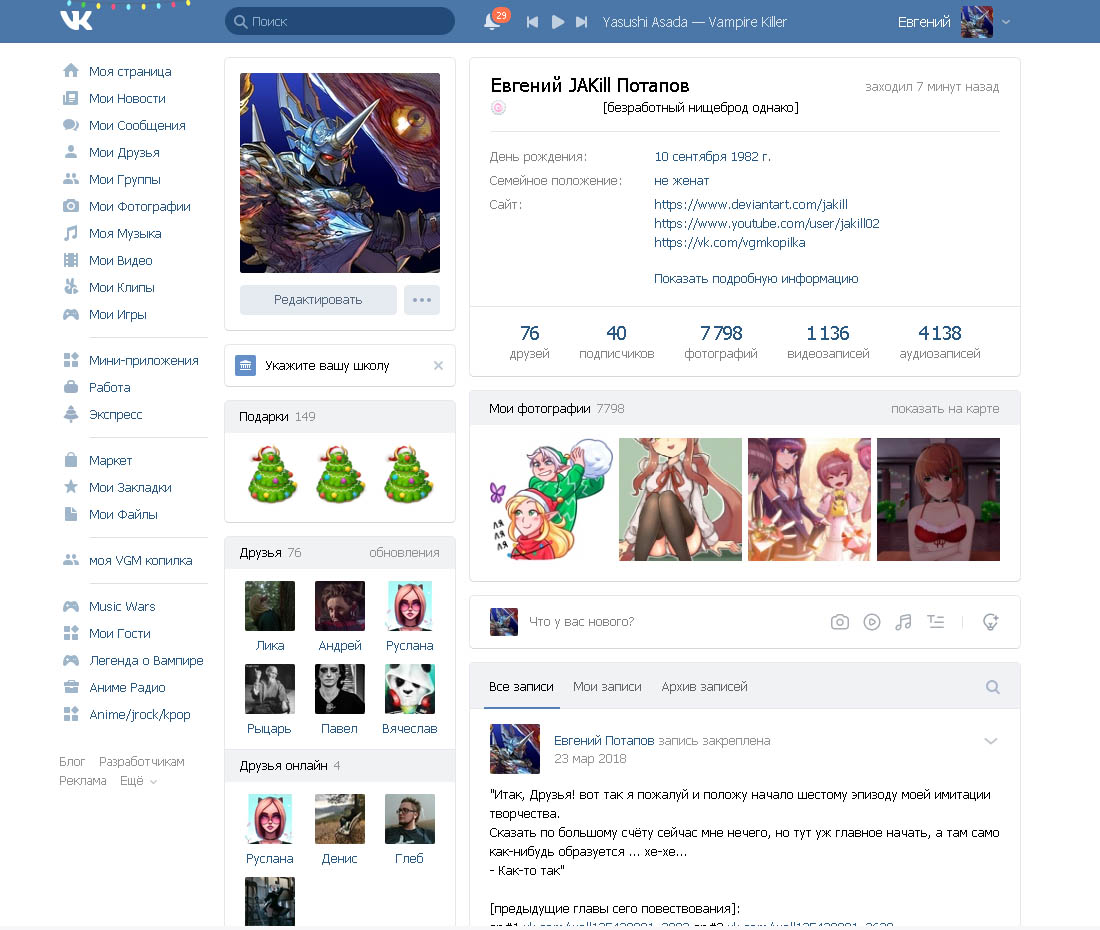 VK
Поиск
29
Yasushi Asada — Vampire Killer
Евгений
Моя страница
Мои Новости
Мои Сообщения
Мои Друзья
Мои Группы
Мои Фотографии
Моя Музыка
Мои Видео
Мои Клипы
Мои Игры
Мини-приложения
Работа
Экспресс
Маркет
Мои Закладки
Мои Файлы
моя VGM копилка
Music Wars
Мои Гости
Легенда о Вампире
Аниме Радио
Anime/jrock/kpop
Блог Разработчикам
Реклама Ещё
Редактировать
Укажите вашу школу
Подарки 149
Друзья 76 обновления
Лика Андрей Руслана
Рыцарь Павел Вячеслав
Друзья онлайн 4
Руслана Денис Глеб
Евгений JAKill Потапов
заходил 7 минут назад
[безработный нищеброд однако]
День рождения: 10 сентября 1982 г.
Семейное положение: не женат
Сайт: https://www.deviantart.com/jakill
https://www.youtube.com/user/jakill02
https://vk.com/vgmkopilka
Показать подробную информацию
76 40 7 798 1 136 4 138
друзей подписчиков фотографий видеозаписей аудиозаписей
Мои фотографии 7798 показать на карте
ЛЯ
ЛЯ
ЛЯ
Что у вас нового?
Все записи Мои записи Архив записей
Евгений Потапов запись закреплена
23 мар 2018
"Итак, Друзья! вот так я пожалуй и положу начало шестому эпизоду моей имитации
творчества.
Сказать по большому счёту сейчас мне нечего, но тут уж главное начать, а там само
как-нибудь образуется ... хе-хе...
- Как-то так"
[предыдущие главы сего повествования]: